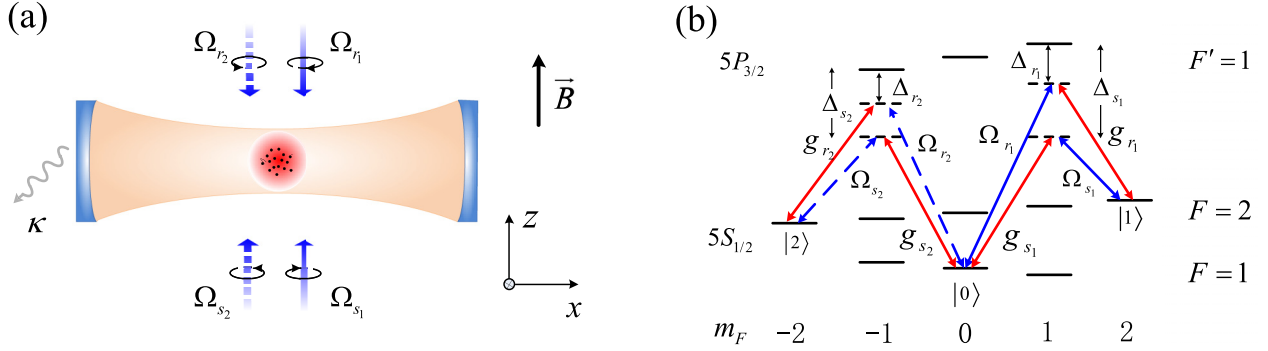 (a)
Ω_{r_2} Ω_{r_1}
\vec{B}
κ
Ω_{s_2} Ω_{s_1}
z
x
(b)
5P_{3/2} F′ = 1
Δ_{r_1}
Δ_{s_2} Δ_{r_2} Δ_{s_1}
g_{r_2} Ω_{r_2} Ω_{r_1} g_{r_1}
Ω_{s_2} Ω_{s_1}
|2⟩ |1⟩ F = 2
5S_{1/2} g_{s_2} g_{s_1}
|0⟩ F = 1
m_F -2 -1 0 1 2